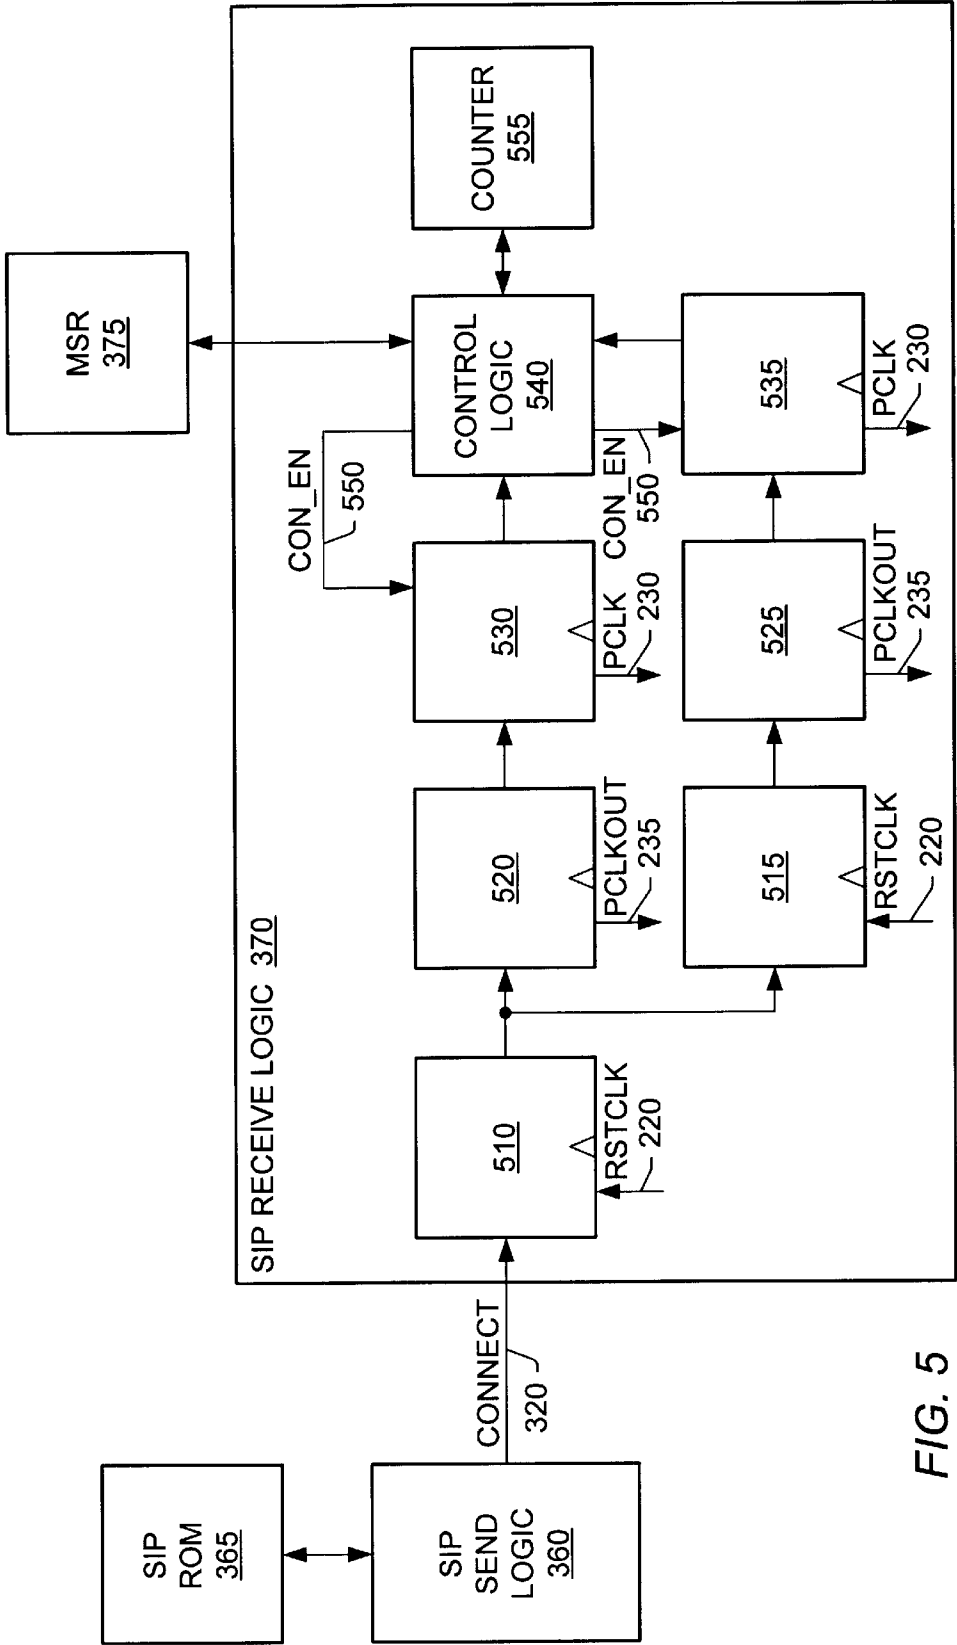 SIP
ROM
365
SIP
SEND
LOGIC
360
CONNECT
320
SIP RECEIVE LOGIC 370
510
RSTCLK
220
520
PCLKOUT
235
515
RSTCLK
220
530
PCLK
230
CON_EN
550
525
PCLKOUT
235
CONTROL
LOGIC
540
CON_EN
550
535
PCLK
230
MSR
375
COUNTER
555
FIG. 5